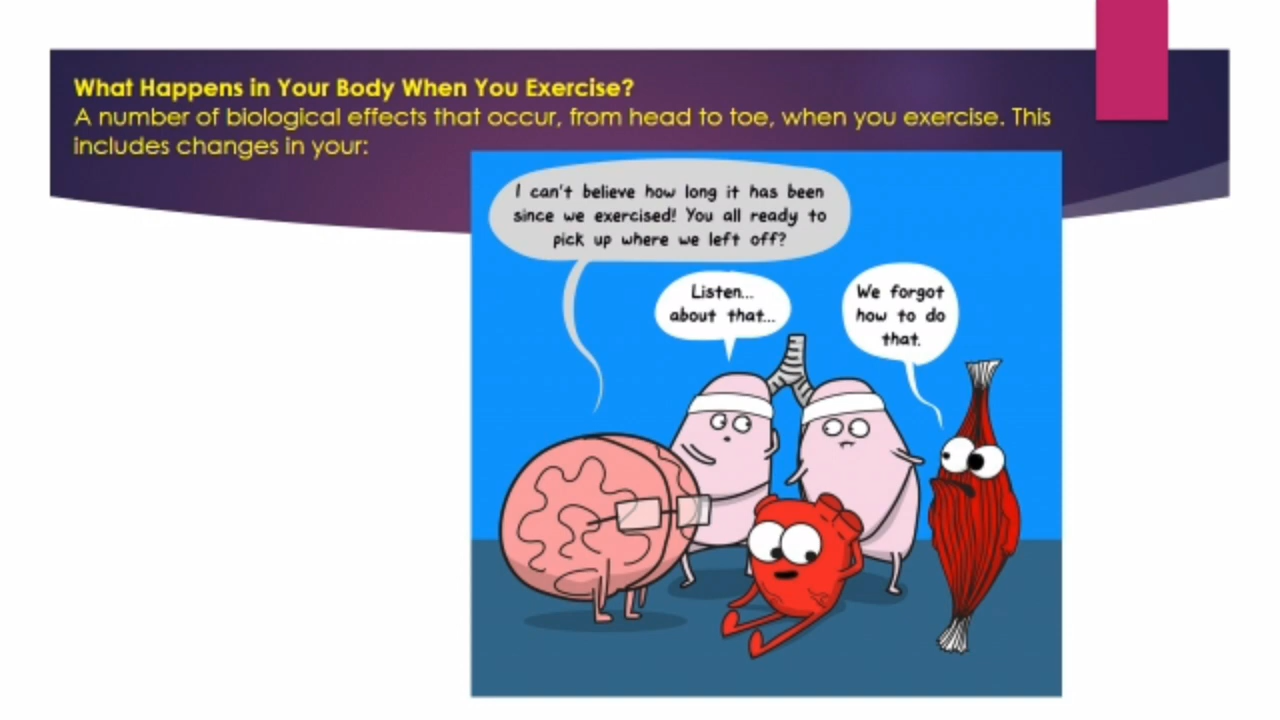 What Happens in Your Body When You Exercise?
A number of biological effects that occur, from head to toe, when you exercise. This
includes changes in your:
I can't believe how long it has been
since we exercised! You all ready to
pick up where we left off?
Listen...
about that...
We forgot
how to do
that.